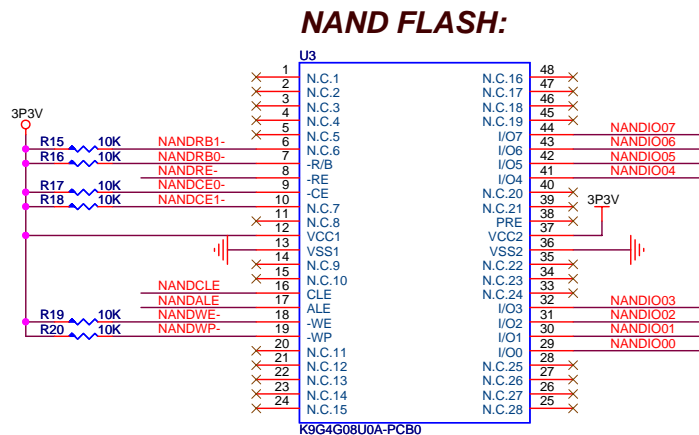 NAND FLASH:
U3
1 N.C.1 N.C.16 48
2 N.C.2 N.C.17 47
3 N.C.3 N.C.18 46
4 N.C.4 N.C.19 45
3P3V 5 N.C.5 I/O7 44 NANDIO07
R15 10K NANDRB1- 6 N.C.6 I/O6 43 NANDIO06
R16 10K NANDRB0- 7 -R/B I/O5 42 NANDIO05
NANDRE- 8 -RE I/O4 41 NANDIO04
R17 10K NANDCE0- 9 -CE N.C.20 40
R18 10K NANDCE1- 10 N.C.7 N.C.21 39 3P3V
11 N.C.8 PRE 38
12 VCC1 VCC2 37
13 VSS1 VSS2 36
14 N.C.9 N.C.22 35
15 N.C.10 N.C.23 34
NANDCLE 16 CLE N.C.24 33
NANDALE 17 ALE I/O3 32 NANDIO03
R19 10K NANDWE- 18 -WE I/O2 31 NANDIO02
R20 10K NANDWP- 19 -WP I/O1 30 NANDIO01
20 N.C.11 I/O0 29 NANDIO00
21 N.C.12 N.C.25 28
22 N.C.13 N.C.26 27
23 N.C.14 N.C.27 26
24 N.C.15 N.C.28 25
K9G4G08U0A-PCB0